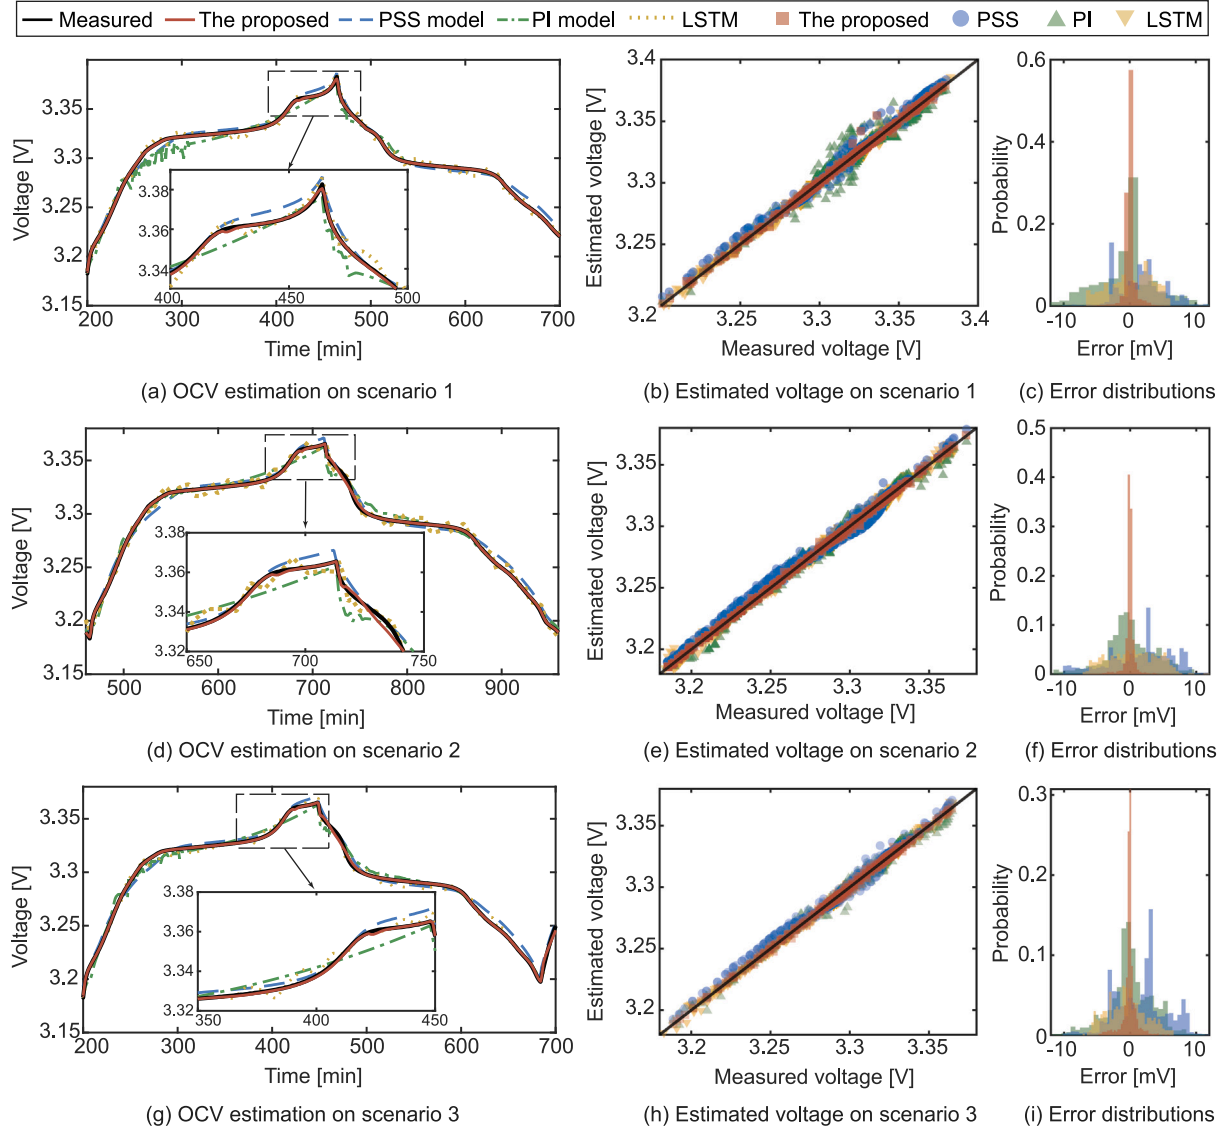 Measured The proposed PSS model PI model LSTM The proposed PSS PI LSTM
Voltage [V]
3.35
3.3
3.25
3.2
3.15
200 300 400 500 600 700
Time [min]
3.38
3.36
3.34
400 450 500
(a) OCV estimation on scenario 1
Estimated voltage [V]
3.4
3.35
3.3
3.25
3.2
3.25 3.3 3.35 3.4
Measured voltage [V]
(b) Estimated voltage on scenario 1
Probability
0.6
0.4
0.2
0
-10 0 10
Error [mV]
(c) Error distributions
Voltage [V]
3.35
3.3
3.25
3.2
3.15
500 600 700 800 900
Time [min]
3.38
3.36
3.34
3.32
650 700 750
(d) OCV estimation on scenario 2
Estimated voltage [V]
3.35
3.3
3.25
3.2
3.2 3.25 3.3 3.35
Measured voltage [V]
(e) Estimated voltage on scenario 2
Probability
0.5
0.4
0.3
0.2
0.1
0
-10 0 10
Error [mV]
(f) Error distributions
Voltage [V]
3.35
3.3
3.25
3.2
3.15
200 300 400 500 600 700
Time [min]
3.38
3.36
3.34
3.32
350 400 450
(g) OCV estimation on scenario 3
Estimated voltage [V]
3.35
3.3
3.25
3.2
3.2 3.25 3.3 3.35
Measured voltage [V]
(h) Estimated voltage on scenario 3
Probability
0.3
0.2
0.1
0
-10 0 10
Error [mV]
(i) Error distributions